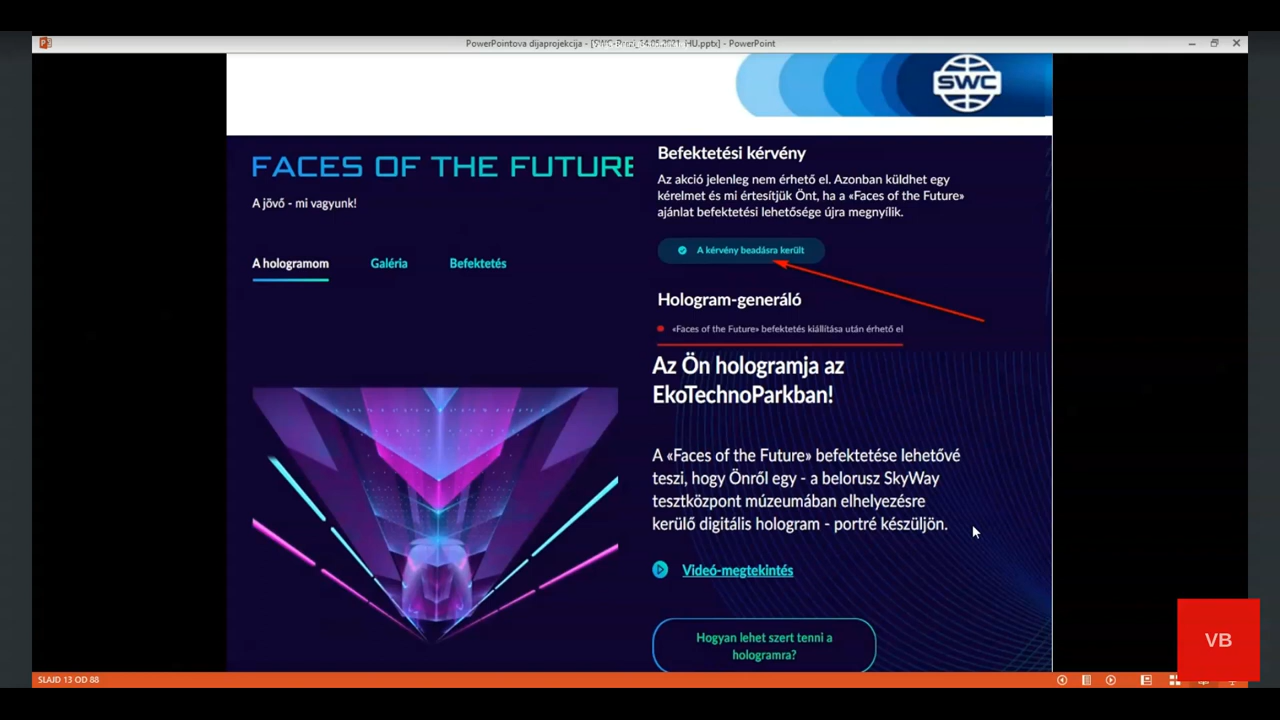 PowerPointova dijaprojekcija - [SWC-Brezi_14.05.2021._HU.pptx] - PowerPoint
SWC
FACES OF THE FUTURE
A jövő - mi vagyunk!
A hologramom Galéria Befektetés
Befektetési kérvény
Az akció jelenleg nem érhető el. Azonban küldhet egy
kérelmet és mi értesítjük Önt, ha a «Faces of the Future»
ajánlat befektetési lehetősége újra megnyílik.
A kérvény beadásra került
Hologram-generáló
«Faces of the Future» befektetés kiállítása után érhető el
Az Ön hologramja az
EkoTechnoParkban!
A «Faces of the Future» befektetése lehetővé
teszi, hogy Önről egy - a belorusz SkyWay
tesztközpont múzeumában elhelyezésre
kerülő digitális hologram - portré készüljön.
Videó-megtekintés
Hogyan lehet szert tenni a
hologramra?
VB
SLAJD 13 OD 88